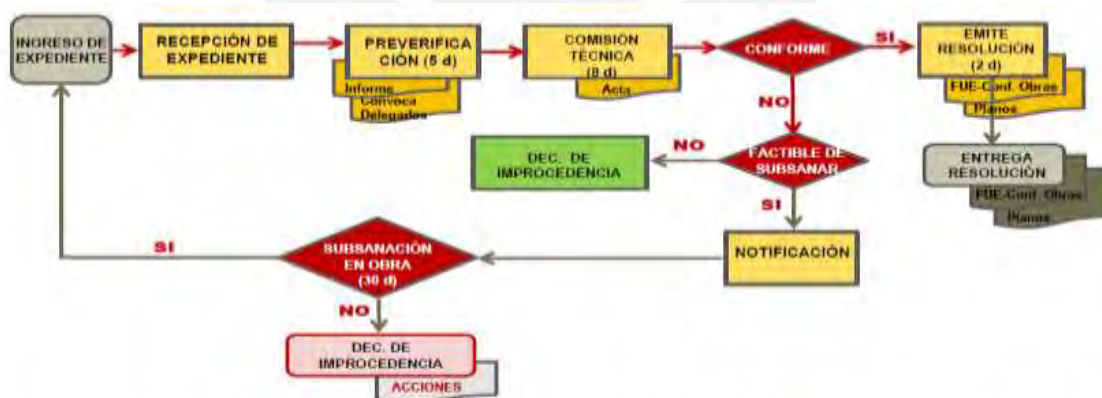 INGRESO DE
EXPEDIENTE
RECEPCIÓN DE
EXPEDIENTE
PREVERIFICA
CIÓN (5 d)
Informe
Convoca
Delegados
COMISIÓN
TÉCNICA
(8 d)
Acta
CONFORME
SI
EMITE
RESOLUCIÓN
(2 d)
FUE-Conf. Obras
Planos
NO
ENTREGA
RESOLUCIÓN
FUE-Conf. Obras
Planos
FACTIBLE DE
SUBSANAR
NO
DEC. DE
IMPROCEDENCIA
SI
NOTIFICACIÓN
SUBSANACIÓN
EN OBRA
(30 d)
SI
NO
DEC. DE
IMPROCEDENCIA
ACCIONES